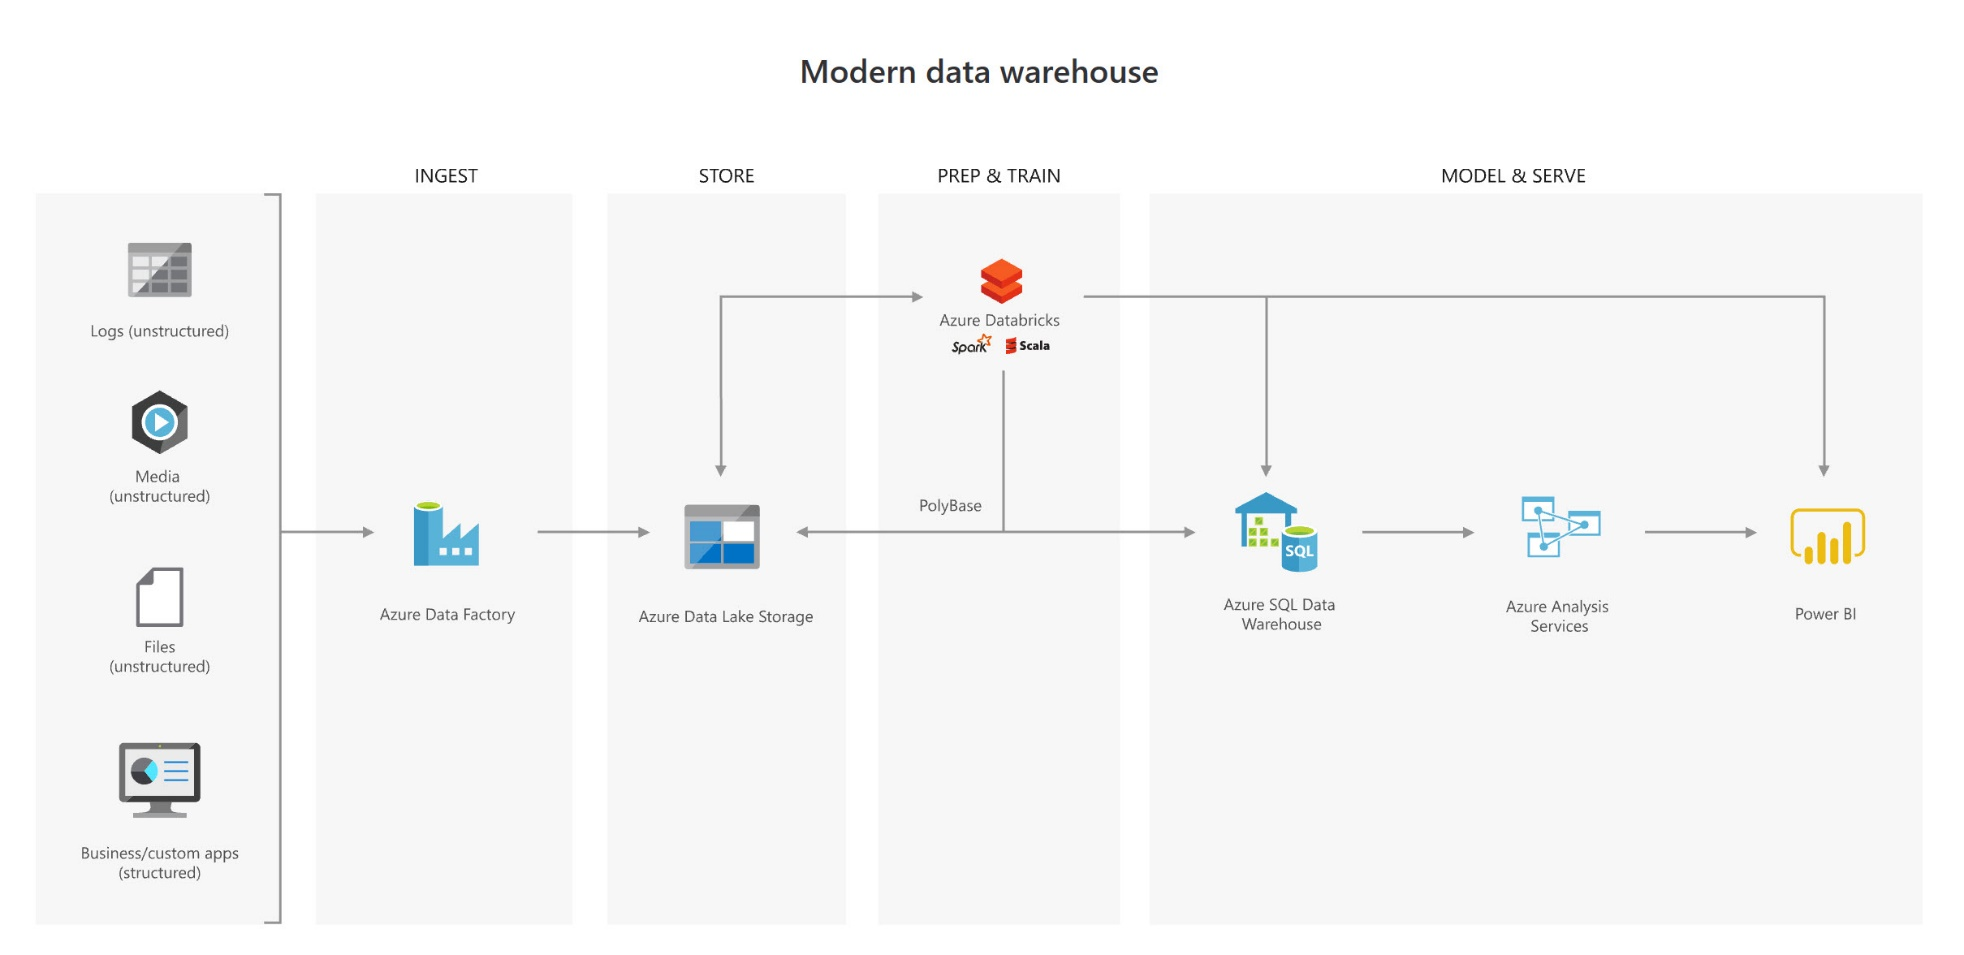 Modern data warehouse
INGEST
STORE
PREP & TRAIN
MODEL & SERVE
Logs (unstructured)
Media
(unstructured)
Files
(unstructured)
Business/custom apps
(structured)
Azure Data Factory
Azure Data Lake Storage
Azure Databricks
Spark
Scala
PolyBase
SQL
Azure SQL Data
Warehouse
Azure Analysis
Services
Power BI